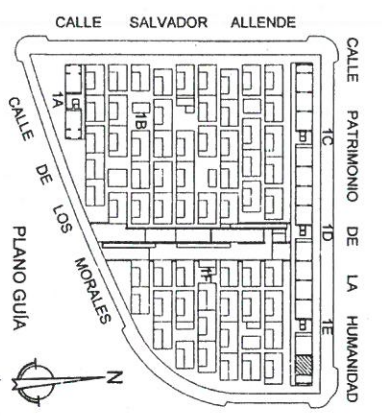 CALLE SALVADOR ALLENDE
CALLE PATRIMONIO DE LA HUMANIDAD
1A
1B
1C
1D
1E
1F
CALLE DE LOS MORALES
PLANO GUÍA
N